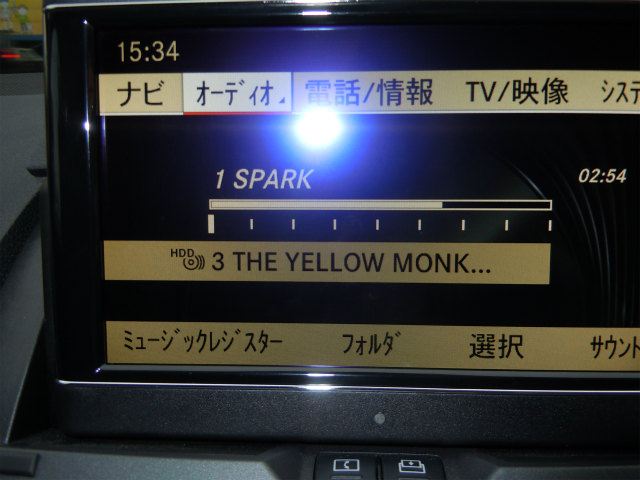 15:34
ナビ オーディオ 電話/情報 TV/映像 システ
1 SPARK 02:54
HDD 3 THE YELLOW MONK...
ミュージックレジスター フォルダ 選択 サウント